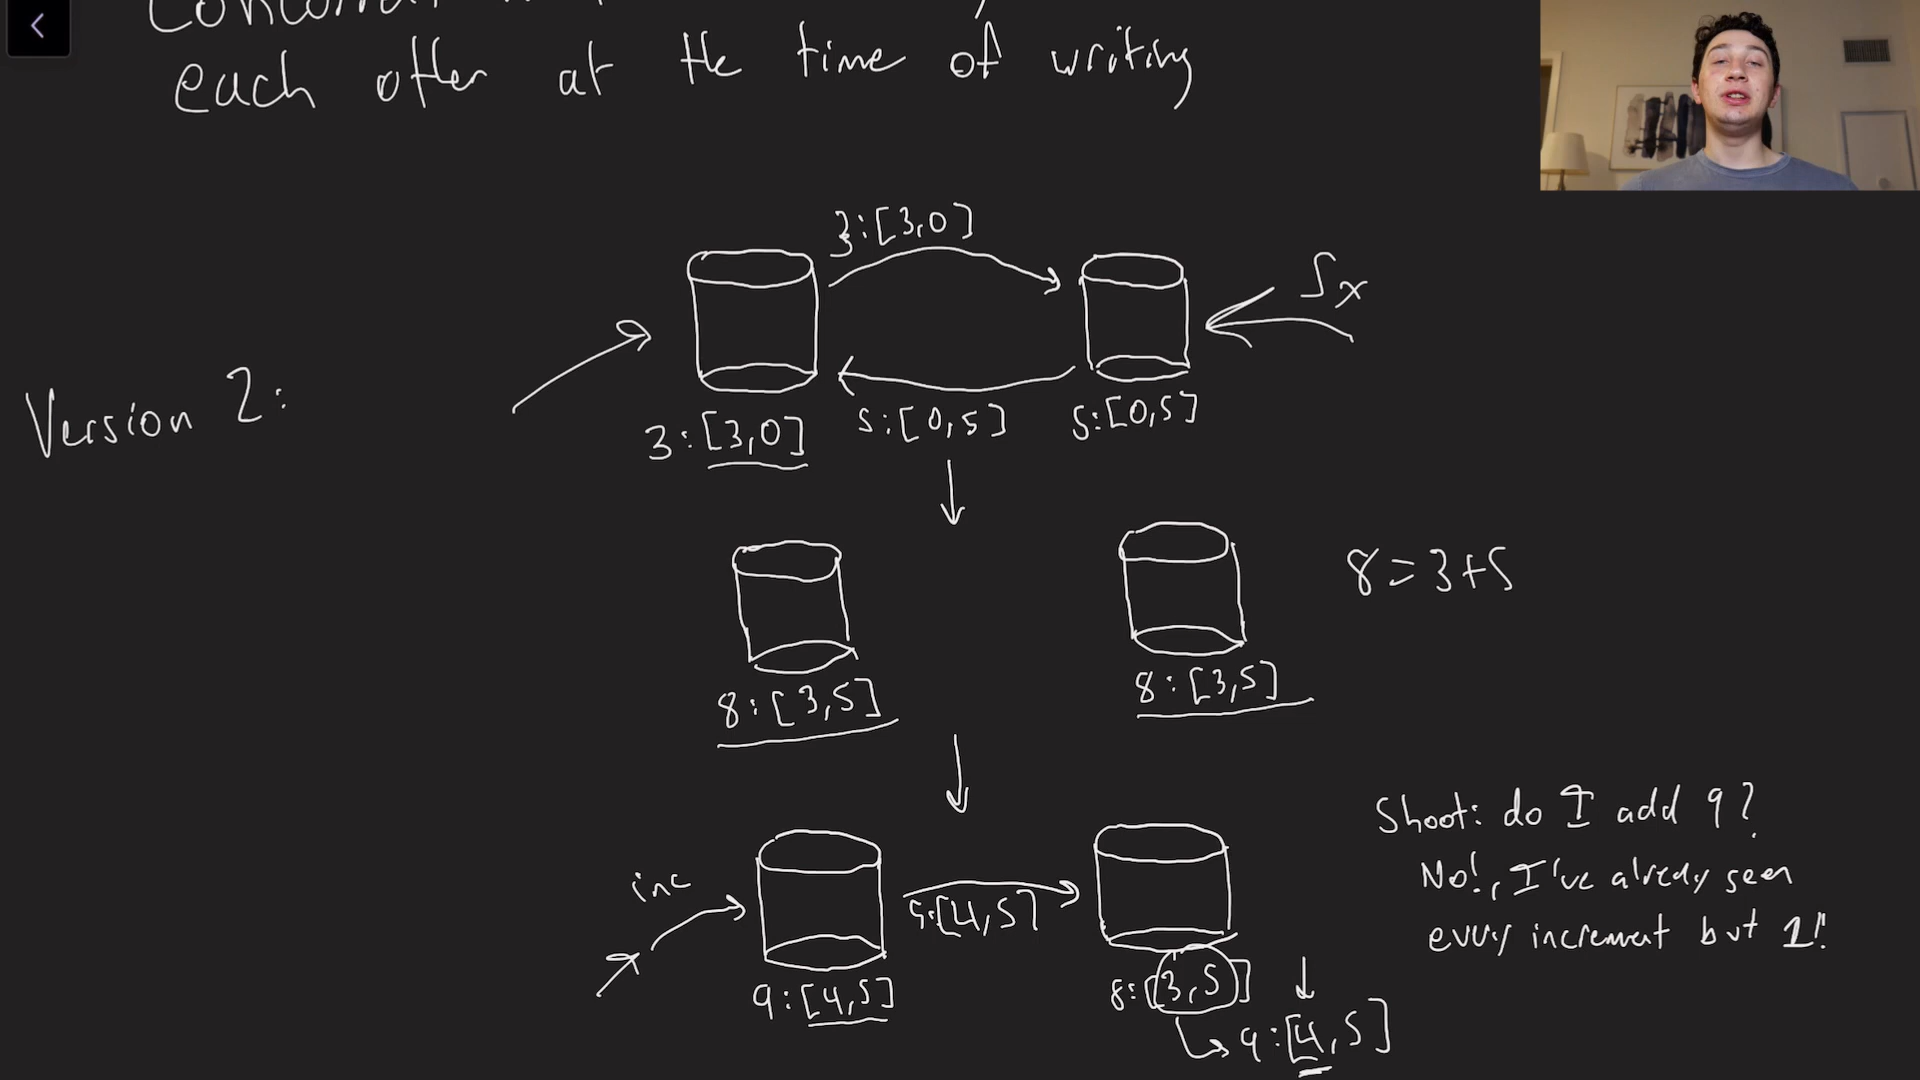 each other at the time of writing
3:[3,0]
5x
Version 2:
3:[3,0]
5:[0,5]
5:[0,5]
8=3+5
8:[3,5]
8:[3,5]
Shoot: do I add 9?
No!, I've already seen
every increment but 1!!
inc
9:[4,5]
9:[4,5]
8:[3,5]
9:[4,5]